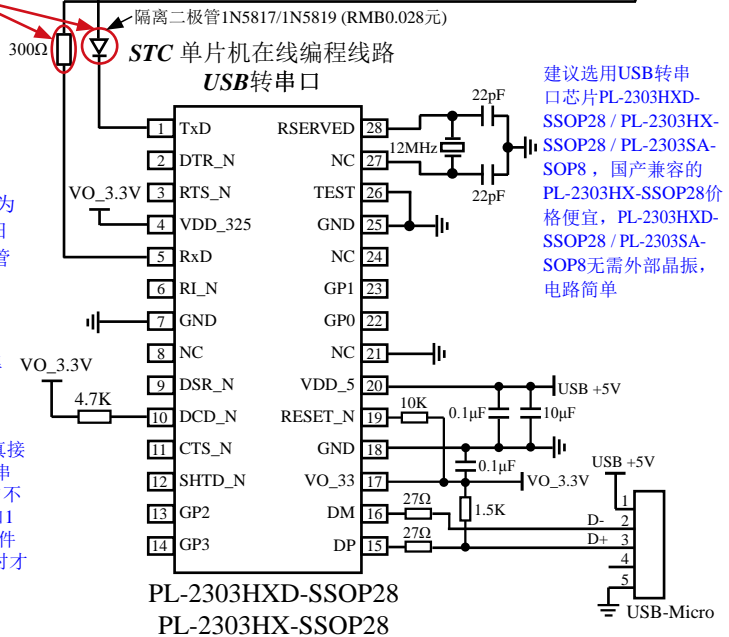 隔离二极管1N5817/1N5819 (RMB0.028元)
300Ω
STC 单片机在线编程线路
USB转串口
建议选用USB转串
口芯片PL-2303HXD-
SSOP28 / PL-2303HX-
SSOP28 / PL-2303SA-
SOP8 ，国产兼容的
PL-2303HX-SSOP28价
格便宜，PL-2303HXD-
SSOP28 / PL-2303SA-
SOP8无需外部晶振，
电路简单
22pF
12MHz
22pF
1 TxD RSERVED 28
2 DTR_N NC 27
VO_3.3V 3 RTS_N TEST 26
4 VDD_325 GND 25
5 RxD NC 24
6 RI_N GP1 23
7 GND GP0 22
8 NC NC 21
VO_3.3V
9 DSR_N VDD_5 20 USB +5V
4.7K
10 DCD_N RESET_N 19 10K 0.1μF 10μF
11 CTS_N GND 18
0.1μF
12 SHTD_N VO_33 17 VO_3.3V
13 GP2 DM 16 27Ω 1.5K
14 GP3 DP 15 27Ω
USB +5V
1
D- 2
D+ 3
4
5
USB-Micro
PL-2303HXD-SSOP28
PL-2303HX-SSOP28
为
管
接
串
不
1
件
才